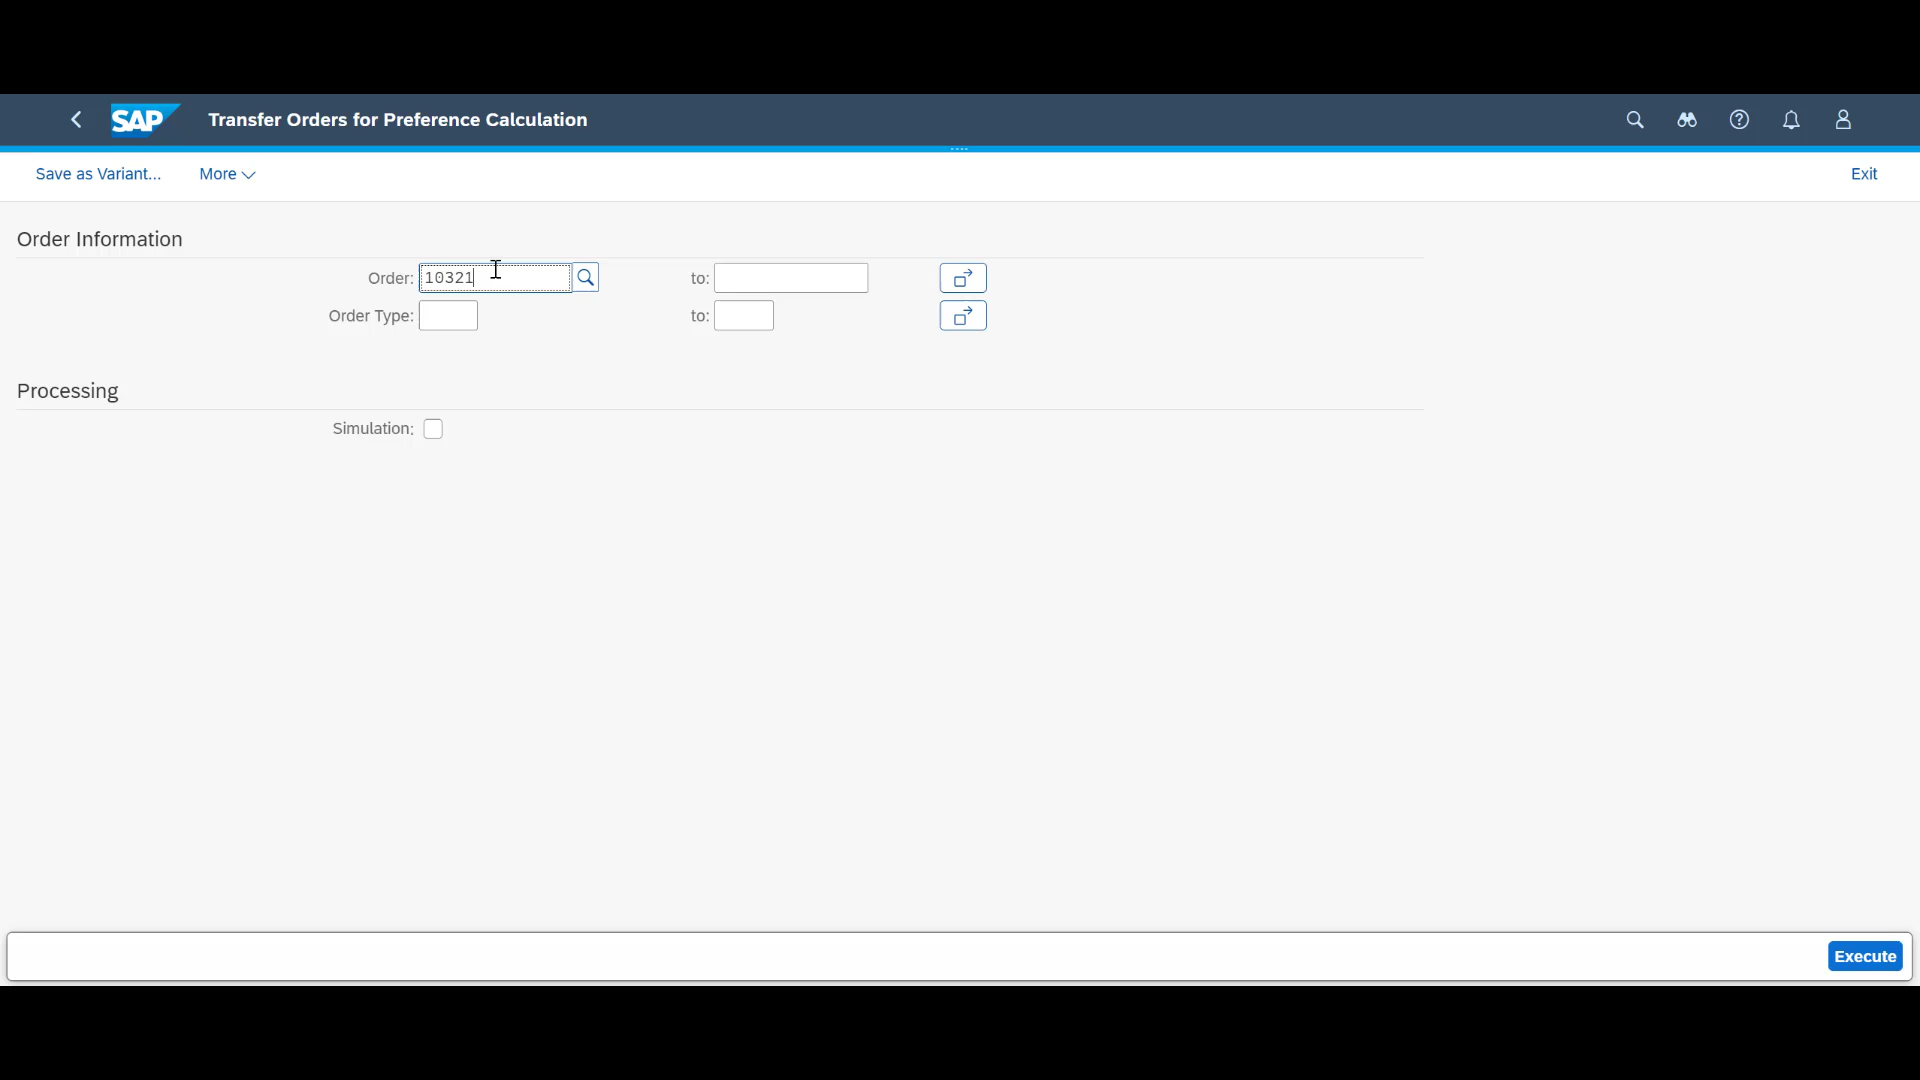 SAP Transfer Orders for Preference Calculation
Save as Variant... More Exit
Order Information
Order: 10321 to:
Order Type: to:
Processing
Simulation:
Execute